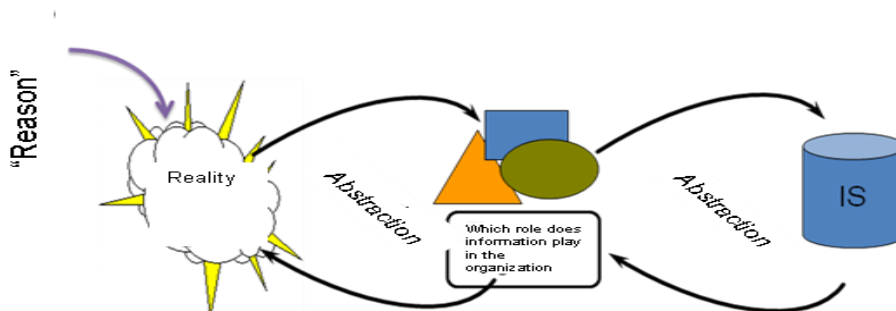 “Reason”
Reality
Abstraction
Which role does
information play
in the
organization
Abstraction
IS